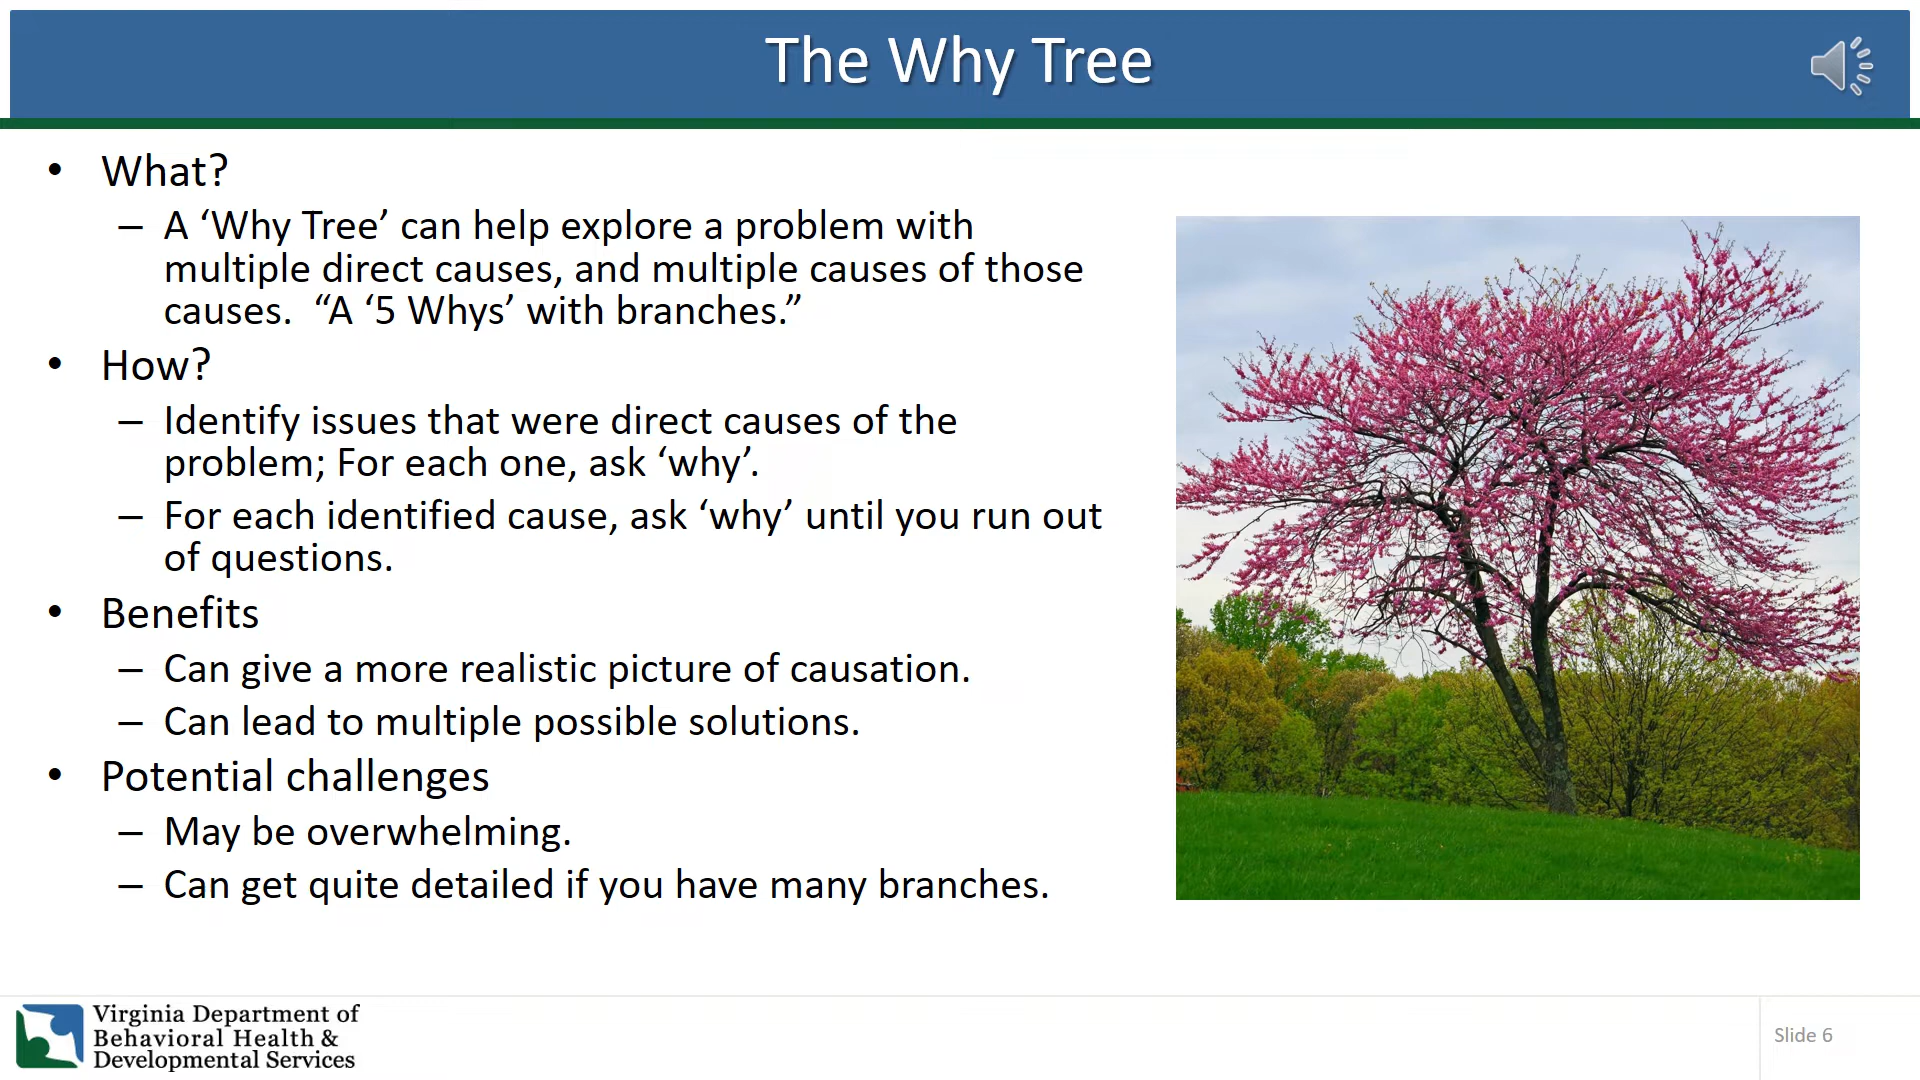 The Why Tree
• What?
– A ‘Why Tree’ can help explore a problem with
multiple direct causes, and multiple causes of those
causes.  “A ‘5 Whys’ with branches.”
• How?
– Identify issues that were direct causes of the
problem; For each one, ask ‘why’.
– For each identified cause, ask ‘why’ until you run out
of questions.
• Benefits
– Can give a more realistic picture of causation.
– Can lead to multiple possible solutions.
• Potential challenges
– May be overwhelming.
– Can get quite detailed if you have many branches.
Virginia Department of
Behavioral Health &
Developmental Services
Slide 6